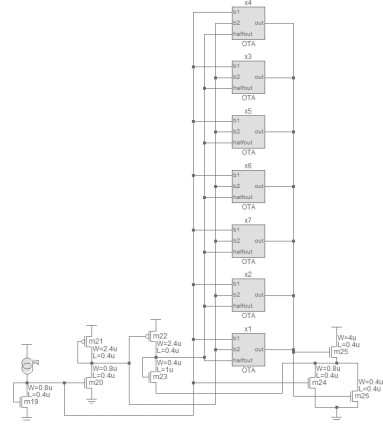 x4
b1
b2 out
halfout
OTA
x3
b1
b2 out
halfout
OTA
x5
b1
b2 out
halfout
OTA
x6
b1
b2 out
halfout
OTA
x7
b1
b2 out
halfout
OTA
x2
b1
b2 out
halfout
OTA
x1
b1
b2 out
halfout
OTA
m21
W=2.4u
L=0.4u
m22
W=2.4u
L=0.4u
W=0.4u
L=1u
m23
W=0.8u
L=0.4u
m20
W=0.8u
L=0.4u
m19
W=4u
L=0.4u
m25
W=0.8u
L=0.4u
m24
W=0.4u
L=0.4u
m26